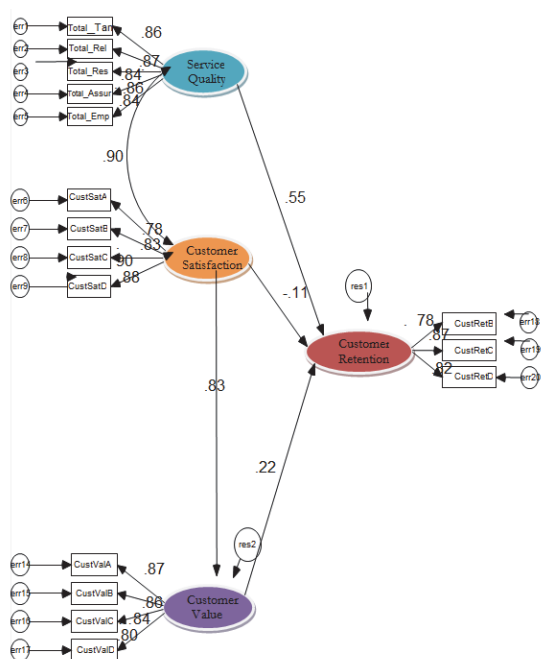 err1 Total_Tan .86
err2 Total_Rel .87
err3 Total_Res .84
err4 Total_Assur .86
err5 Total_Emp .84
Service
Quality
.90
.55
err6 CustSatA .78
err7 CustSatB .83
err8 CustSatC .90
err9 CustSatD .88
Customer
Satisfaction
-.11
res1
Customer
Retention
. 78 CustRetB err18
.87 CustRetC err19
.82 CustRetD err20
.83
.22
res2
err14 CustValA .87
err15 CustValB .86
err16 CustValC .84
err17 CustValD .80
Customer
Value